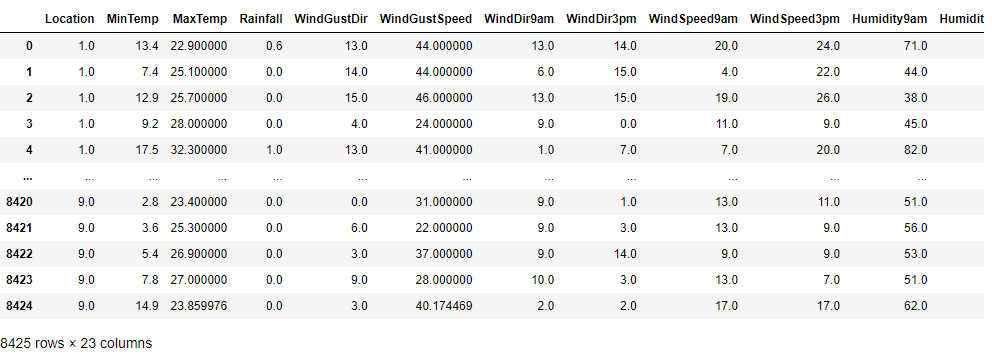 Location MinTemp MaxTemp Rainfall WindGustDir WindGustSpeed WindDir9am WindDir3pm WindSpeed9am WindSpeed3pm Humidity9am Humidit
0 1.0 13.4 22.900000 0.6 13.0 44.000000 13.0 14.0 20.0 24.0 71.0
1 1.0 7.4 25.100000 0.0 14.0 44.000000 6.0 15.0 4.0 22.0 44.0
2 1.0 12.9 25.700000 0.0 15.0 46.000000 13.0 15.0 19.0 26.0 38.0
3 1.0 9.2 28.000000 0.0 4.0 24.000000 9.0 0.0 11.0 9.0 45.0
4 1.0 17.5 32.300000 1.0 13.0 41.000000 1.0 7.0 7.0 20.0 82.0
... ... ... ... ... ... ... ... ... ... ... ...
8420 9.0 2.8 23.400000 0.0 0.0 31.000000 9.0 1.0 13.0 11.0 51.0
8421 9.0 3.6 25.300000 0.0 6.0 22.000000 9.0 3.0 13.0 9.0 56.0
8422 9.0 5.4 26.900000 0.0 3.0 37.000000 9.0 14.0 9.0 9.0 53.0
8423 9.0 7.8 27.000000 0.0 9.0 28.000000 10.0 3.0 13.0 7.0 51.0
8424 9.0 14.9 23.859976 0.0 3.0 40.174469 2.0 2.0 17.0 17.0 62.0
8425 rows × 23 columns